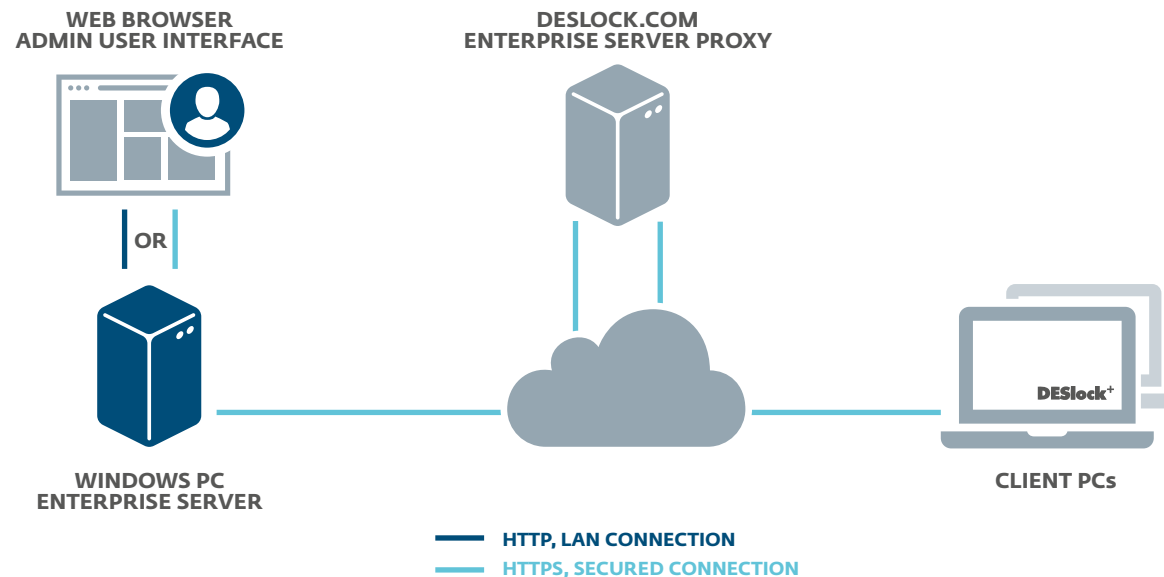 WEB BROWSER
ADMIN USER INTERFACE
DESLOCK.COM
ENTERPRISE SERVER PROXY
OR
DESlock+
WINDOWS PC
ENTERPRISE SERVER
CLIENT PCs
HTTP, LAN CONNECTION
HTTPS, SECURED CONNECTION